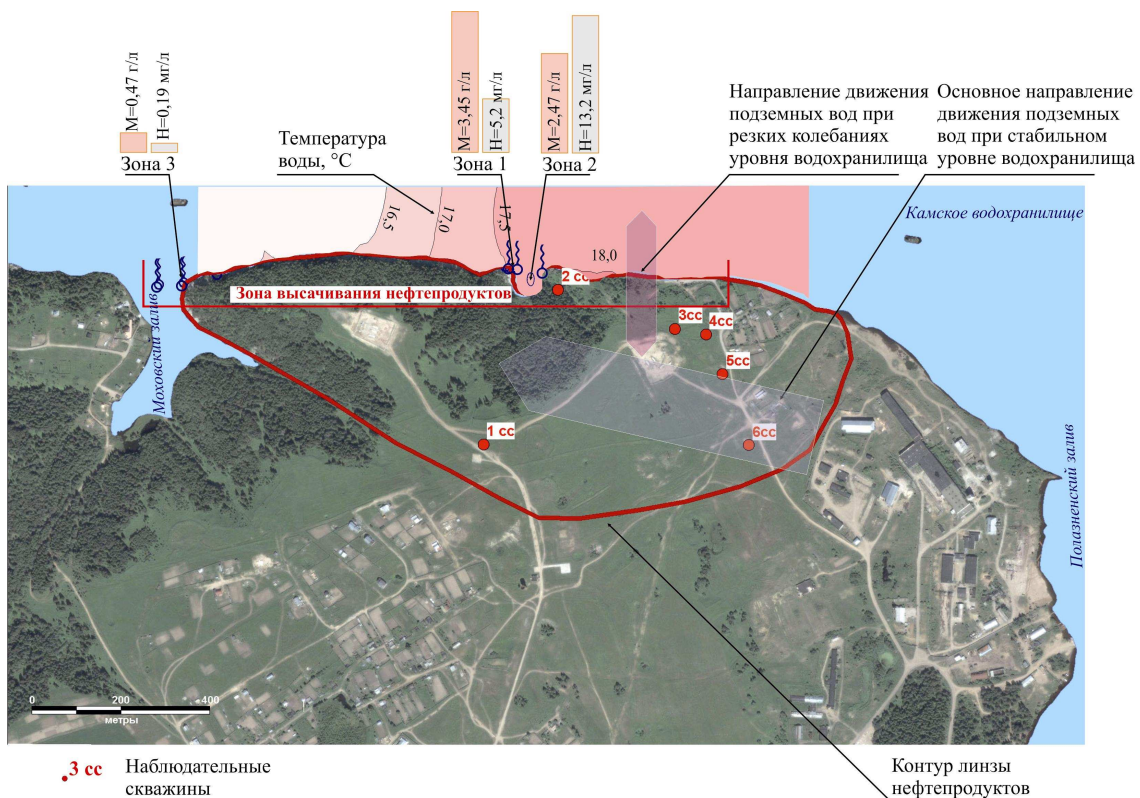 М=0,47 г/л
Н=0,19 мг/л
Зона 3
Температура
воды, °С
М=3,45 г/л
Н=5,2 мг/л
Зона 1
М=2,47 г/л
Н=13,2 мг/л
Зона 2
Направление движения
подземных вод при
резких колебаниях
уровня водохранилища
Основное направление
движения подземных
вод при стабильном
уровне водохранилища
16,5
17,0
17,5
18,0
Камское водохранилище
Зона высачивания нефтепродуктов
2 сс
3сс
4сс
5сс
6сс
1 сс
Моховский залив
Полазненский залив
0 200 400
метры
3 сс
Наблюдательные
скважины
Контур линзы
нефтепродуктов